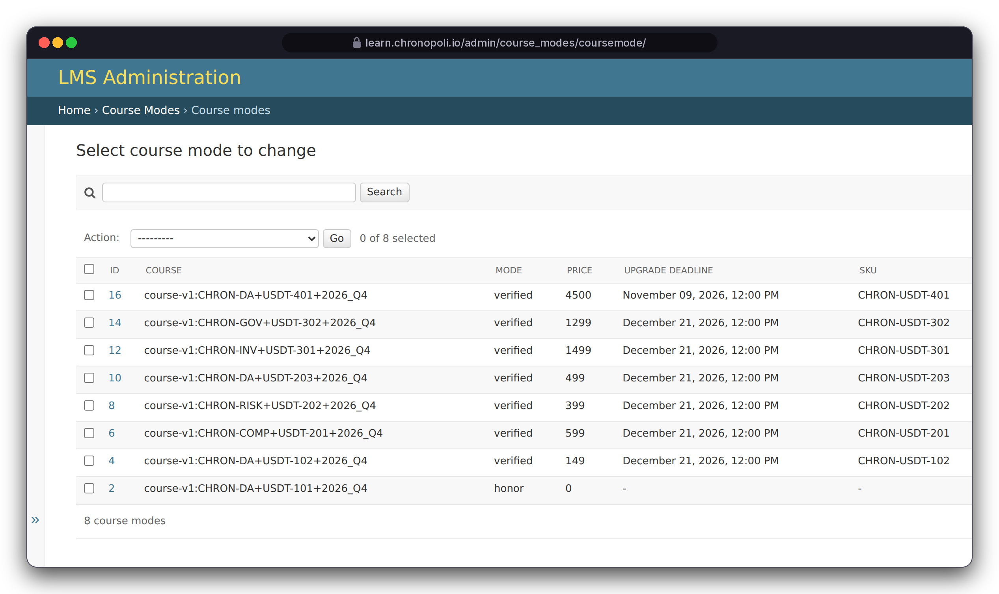 learn.chronopoli.io/admin/course_modes/coursemode/
LMS Administration
Home › Course Modes › Course modes
Select course mode to change
Search
Action: --------- Go 0 of 8 selected
ID COURSE MODE PRICE UPGRADE DEADLINE SKU
16 course-v1:CHRON-DA+USDT-401+2026_Q4 verified 4500 November 09, 2026, 12:00 PM CHRON-USDT-401
14 course-v1:CHRON-GOV+USDT-302+2026_Q4 verified 1299 December 21, 2026, 12:00 PM CHRON-USDT-302
12 course-v1:CHRON-INV+USDT-301+2026_Q4 verified 1499 December 21, 2026, 12:00 PM CHRON-USDT-301
10 course-v1:CHRON-DA+USDT-203+2026_Q4 verified 499 December 21, 2026, 12:00 PM CHRON-USDT-203
8 course-v1:CHRON-RISK+USDT-202+2026_Q4 verified 399 December 21, 2026, 12:00 PM CHRON-USDT-202
6 course-v1:CHRON-COMP+USDT-201+2026_Q4 verified 599 December 21, 2026, 12:00 PM CHRON-USDT-201
4 course-v1:CHRON-DA+USDT-102+2026_Q4 verified 149 December 21, 2026, 12:00 PM CHRON-USDT-102
2 course-v1:CHRON-DA+USDT-101+2026_Q4 honor 0 - -
»
8 course modes